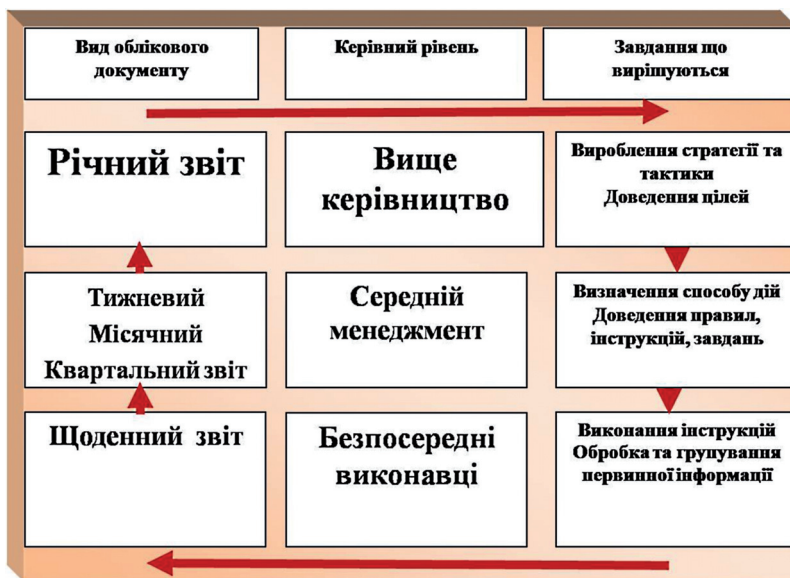 Вид облікового
документу
Керівний рівень
Завдання що
вирішуються
Річний звіт
Вище
керівництво
Вироблення стратегії та
тактики
Доведення цілей
Тижневий
Місячний
Квартальний звіт
Середній
менеджмент
Визначення способу дій
Доведення правил,
інструкцій, завдань
Щоденний звіт
Безпосередні
виконавці
Виконання інструкцій
Обробка та групування
первинної інформації